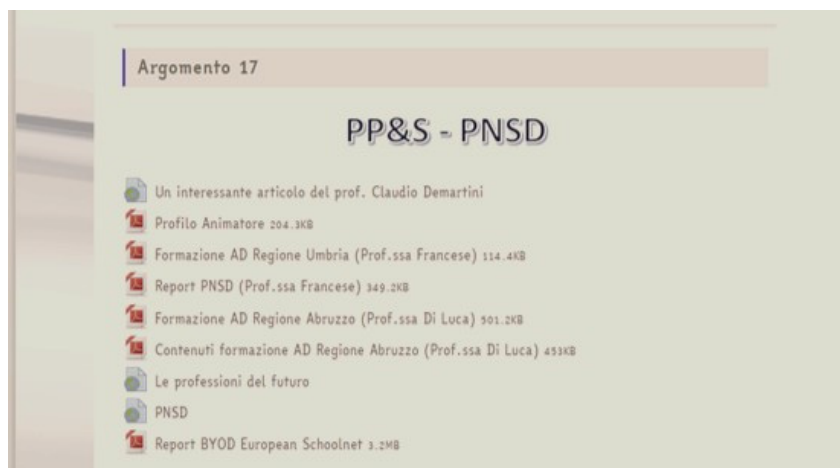 Argomento 17
PP&S - PNSD
Un interessante articolo del prof. Claudio Demartini
Profilo Animatore 204.3KB
Formazione AD Regione Umbria (Prof.ssa Francese) 114.4KB
Report PNSD (Prof.ssa Francese) 349.2KB
Formazione AD Regione Abruzzo (Prof.ssa Di Luca) 501.2KB
Contenuti formazione AD Regione Abruzzo (Prof.ssa Di Luca) 453KB
Le professioni del futuro
PNSD
Report BYOD European Schoolnet 3.2MB